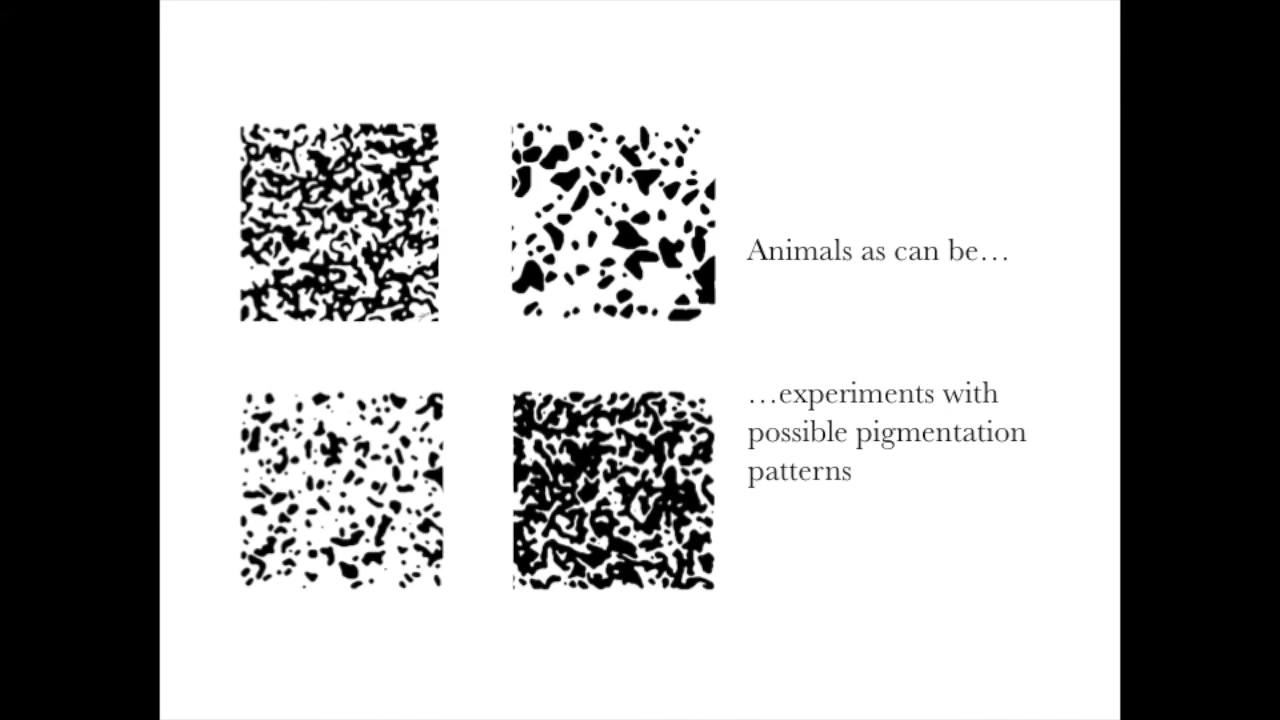 Animals as can be…
…experiments with
possible pigmentation
patterns